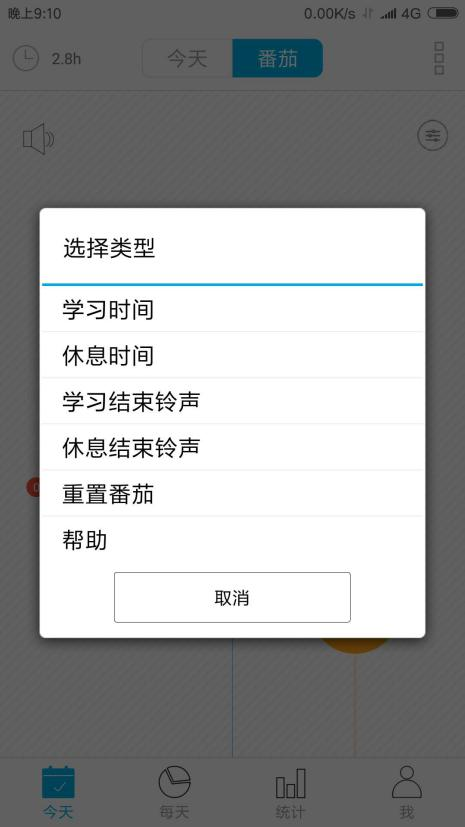 晚上9:10
0.00K/s 4G
2.8h 今天 番茄
选择类型
学习时间
休息时间
学习结束铃声
休息结束铃声
重置番茄
帮助
取消
今天 每天 统计 我